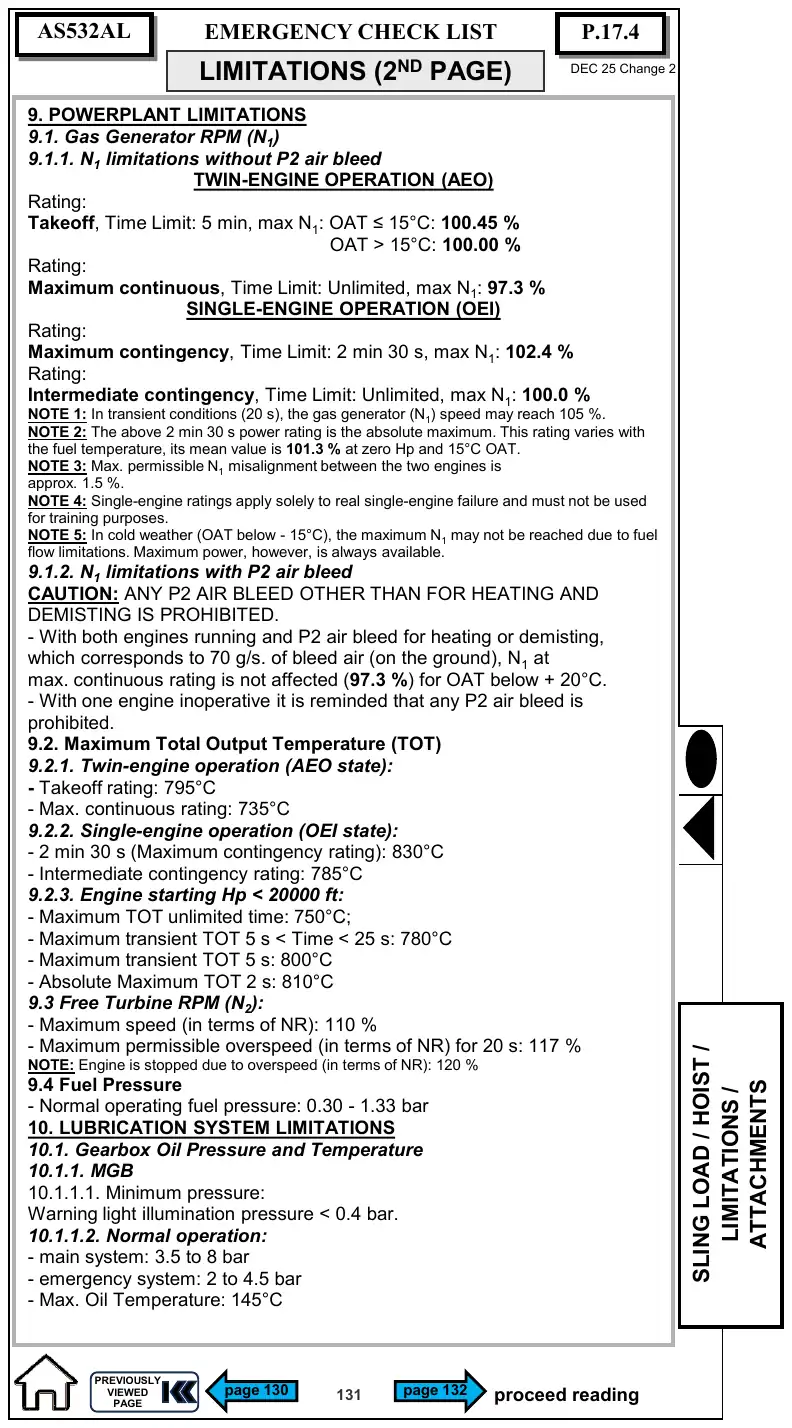 AS532AL
EMERGENCY CHECK LIST
P.17.4
LIMITATIONS (2ND PAGE)
DEC 25 Change 2
9. POWERPLANT LIMITATIONS
9.1. Gas Generator RPM (N1)
9.1.1. N1 limitations without P2 air bleed
TWIN-ENGINE OPERATION (AEO)
Rating:
Takeoff, Time Limit: 5 min, max N1: OAT ≤ 15°C: 100.45 %
OAT > 15°C: 100.00 %
Rating:
Maximum continuous, Time Limit: Unlimited, max N1: 97.3 %
SINGLE-ENGINE OPERATION (OEI)
Rating:
Maximum contingency, Time Limit: 2 min 30 s, max N1: 102.4 %
Rating:
Intermediate contingency, Time Limit: Unlimited, max N1: 100.0 %
NOTE 1: In transient conditions (20 s), the gas generator (N1) speed may reach 105 %.
NOTE 2: The above 2 min 30 s power rating is the absolute maximum. This rating varies with
the fuel temperature, its mean value is 101.3 % at zero Hp and 15°C OAT.
NOTE 3: Max. permissible N1 misalignment between the two engines is
approx. 1.5 %.
NOTE 4: Single-engine ratings apply solely to real single-engine failure and must not be used
for training purposes.
NOTE 5: In cold weather (OAT below - 15°C), the maximum N1 may not be reached due to fuel
flow limitations. Maximum power, however, is always available.
9.1.2. N1 limitations with P2 air bleed
CAUTION: ANY P2 AIR BLEED OTHER THAN FOR HEATING AND
DEMISTING IS PROHIBITED.
- With both engines running and P2 air bleed for heating or demisting,
which corresponds to 70 g/s. of bleed air (on the ground), N1 at
max. continuous rating is not affected (97.3 %) for OAT below + 20°C.
- With one engine inoperative it is reminded that any P2 air bleed is
prohibited.
9.2. Maximum Total Output Temperature (TOT)
9.2.1. Twin-engine operation (AEO state):
- Takeoff rating: 795°C
- Max. continuous rating: 735°C
9.2.2. Single-engine operation (OEI state):
- 2 min 30 s (Maximum contingency rating): 830°C
- Intermediate contingency rating: 785°C
9.2.3. Engine starting Hp < 20000 ft:
- Maximum TOT unlimited time: 750°C;
- Maximum transient TOT 5 s < Time < 25 s: 780°C
- Maximum transient TOT 5 s: 800°C
- Absolute Maximum TOT 2 s: 810°C
9.3 Free Turbine RPM (N2):
- Maximum speed (in terms of NR): 110 %
- Maximum permissible overspeed (in terms of NR) for 20 s: 117 %
NOTE: Engine is stopped due to overspeed (in terms of NR): 120 %
9.4 Fuel Pressure
- Normal operating fuel pressure: 0.30 - 1.33 bar
10. LUBRICATION SYSTEM LIMITATIONS
10.1. Gearbox Oil Pressure and Temperature
10.1.1. MGB
10.1.1.1. Minimum pressure:
Warning light illumination pressure < 0.4 bar.
10.1.1.2. Normal operation:
- main system: 3.5 to 8 bar
- emergency system: 2 to 4.5 bar
- Max. Oil Temperature: 145°C
SLING LOAD / HOIST /
LIMITATIONS /
ATTACHMENTS
PREVIOUSLY
VIEWED
PAGE
page 130
131
page 132
proceed reading